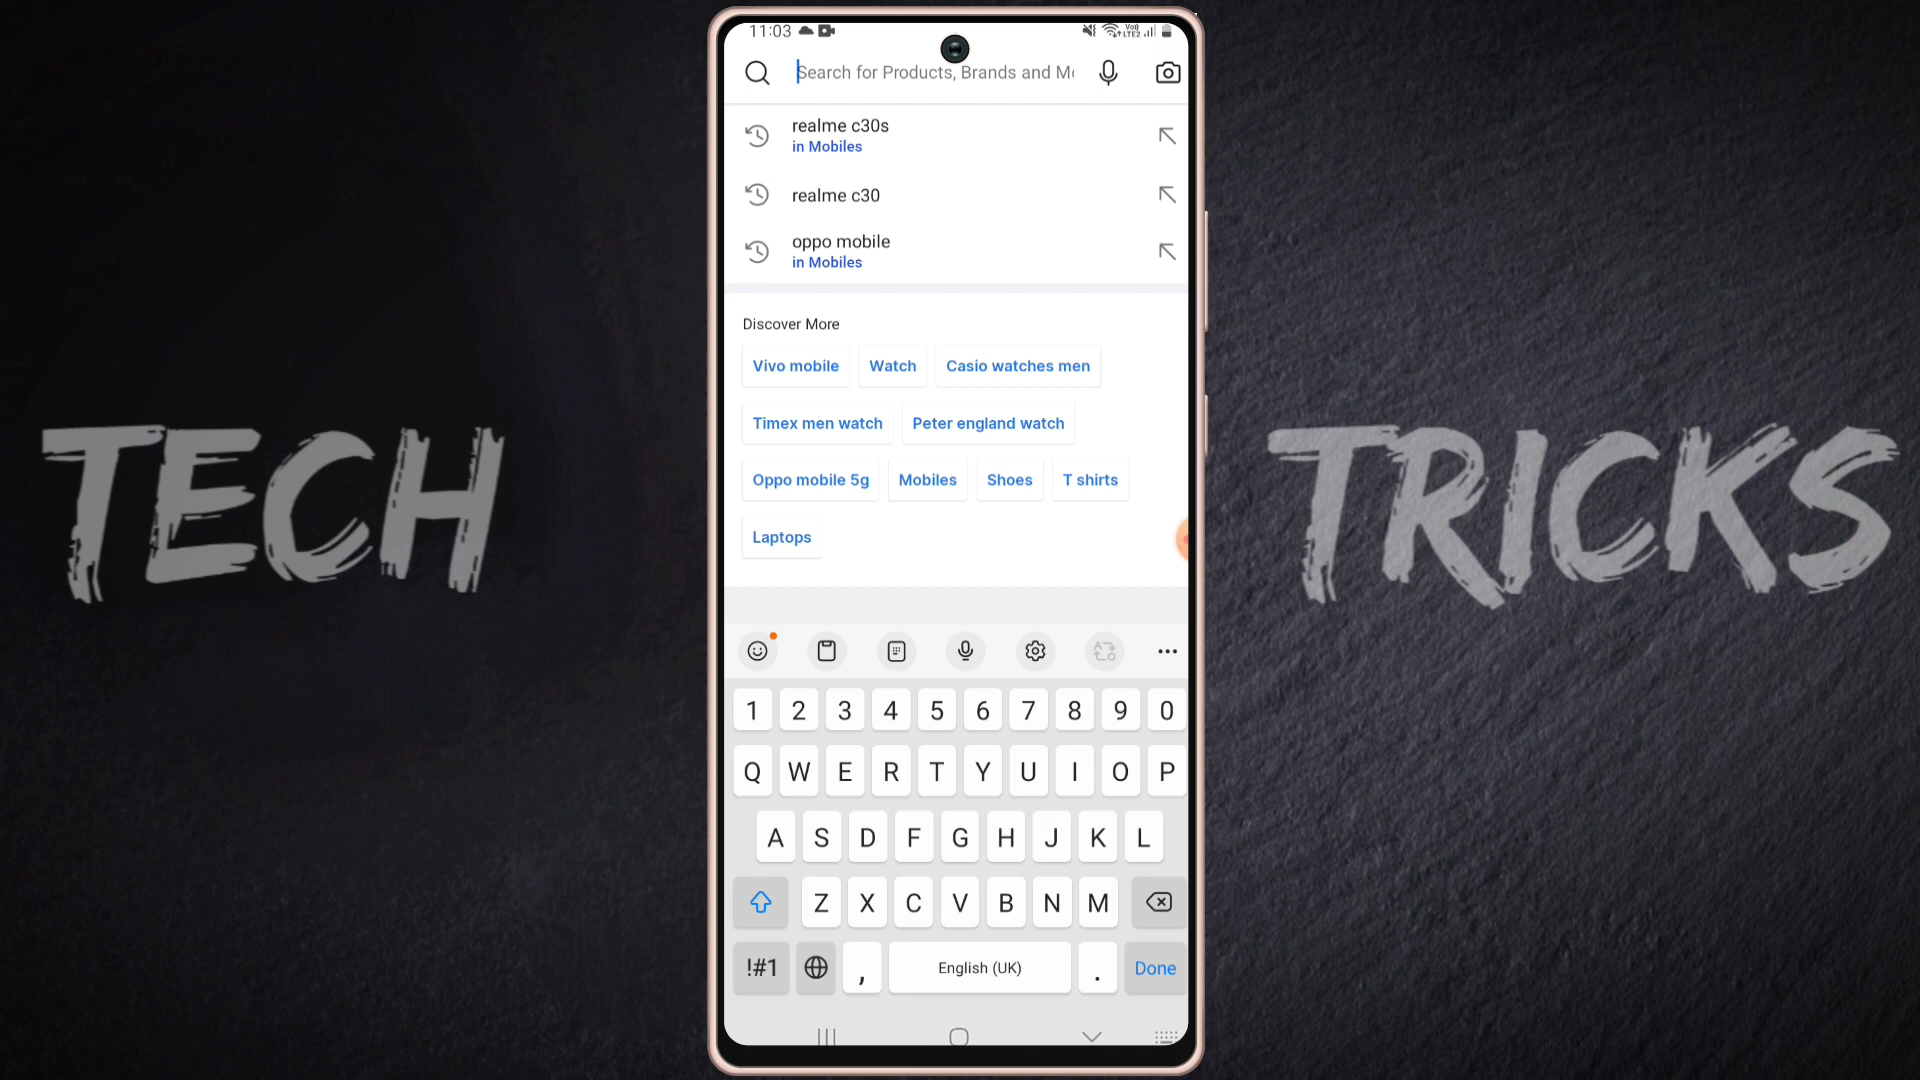 11:03
Search for Products, Brands and Mo
realme c30s
in Mobiles
realme c30
oppo mobile
in Mobiles
Discover More
Vivo mobile Watch Casio watches men
Timex men watch Peter england watch
Oppo mobile 5g Mobiles Shoes T shirts
Laptops
TECH TRICKS
1 2 3 4 5 6 7 8 9 0
Q W E R T Y U I O P
A S D F G H J K L
Z X C V B N M
!#1 , English (UK) . Done